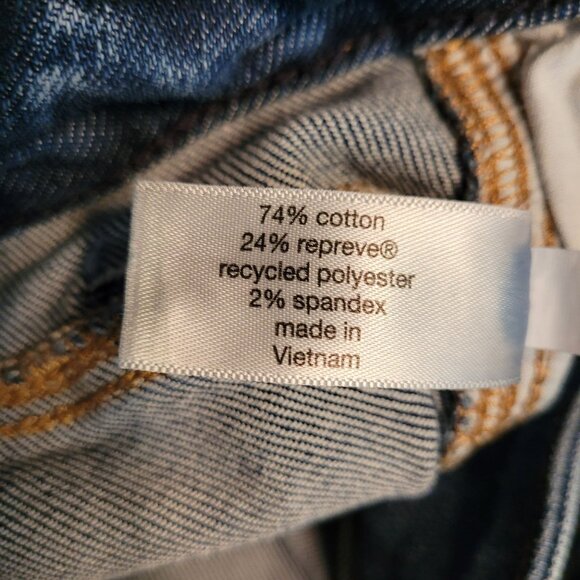 74% cotton
24% repreve®
recycled polyester
2% spandex
made in
Vietnam